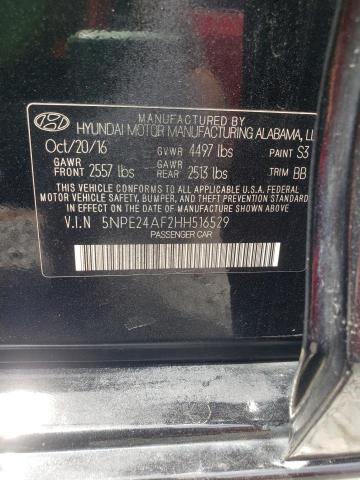 MANUFACTURED BY
HYUNDAI MOTOR MANUFACTURING ALABAMA, LL
Oct/20/16 GVWR 4497 lbs PAINT S3
GAWR FRONT 2557 lbs GAWR REAR 2513 lbs TRIM BB
THIS VEHICLE CONFORMS TO ALL APPLICABLE U.S.A. FEDERAL
MOTOR VEHICLE SAFETY, BUMPER, AND THEFT PREVENTION
STANDARDS IN EFFECT ON THE DATE OF MANUFACTURE SHOWN ABOVE.
V.I.N 5NPE24AF2HH516529
PASSENGER CAR